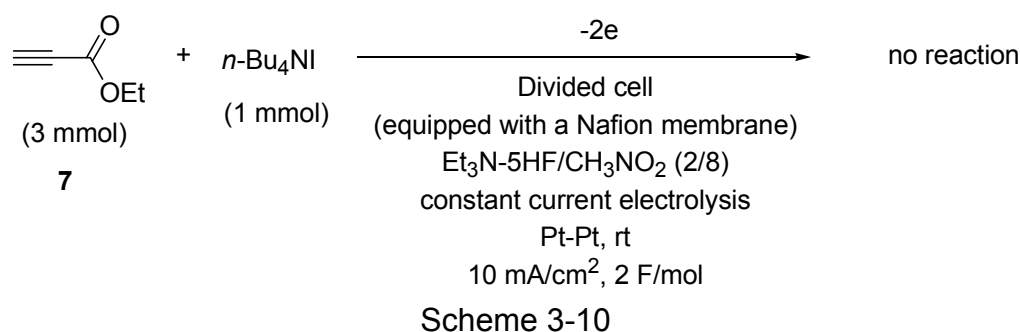 O
OEt
(3 mmol)
7
+
n-Bu4NI
(1 mmol)
-2e
Divided cell
(equipped with a Nafion membrane)
Et3N-5HF/CH3NO2 (2/8)
constant current electrolysis
Pt-Pt, rt
10 mA/cm2, 2 F/mol
no reaction
Scheme 3-10